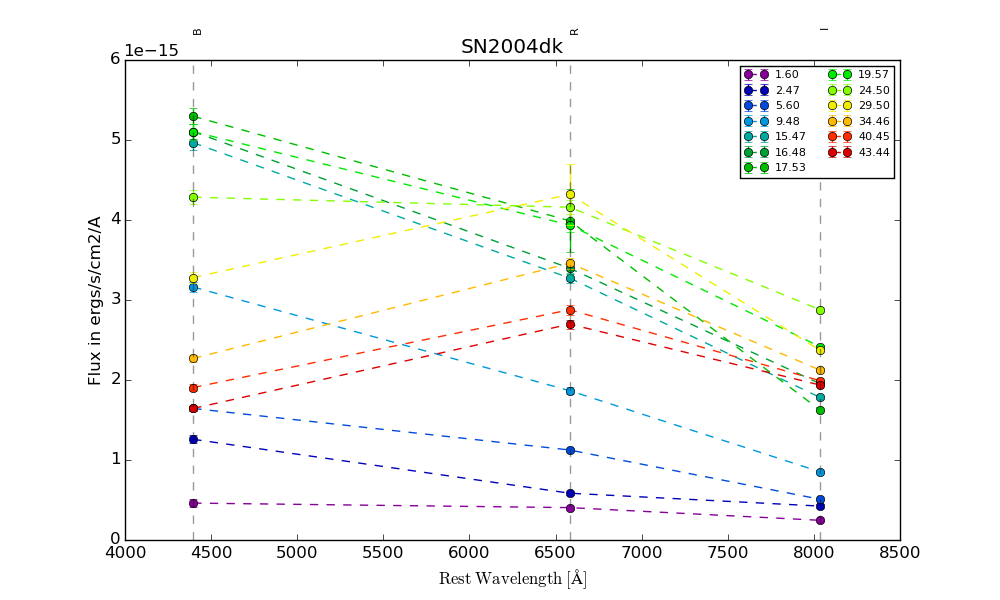 B R I
SN2004dk
1e−15
6
5
4
3
2
1
0
Flux in ergs/s/cm2/A
1.60 19.57
2.47 24.50
5.60 29.50
9.48 34.46
15.47 40.45
16.48 43.44
17.53
4000 4500 5000 5500 6000 6500 7000 7500 8000 8500
Rest Wavelength [Å]